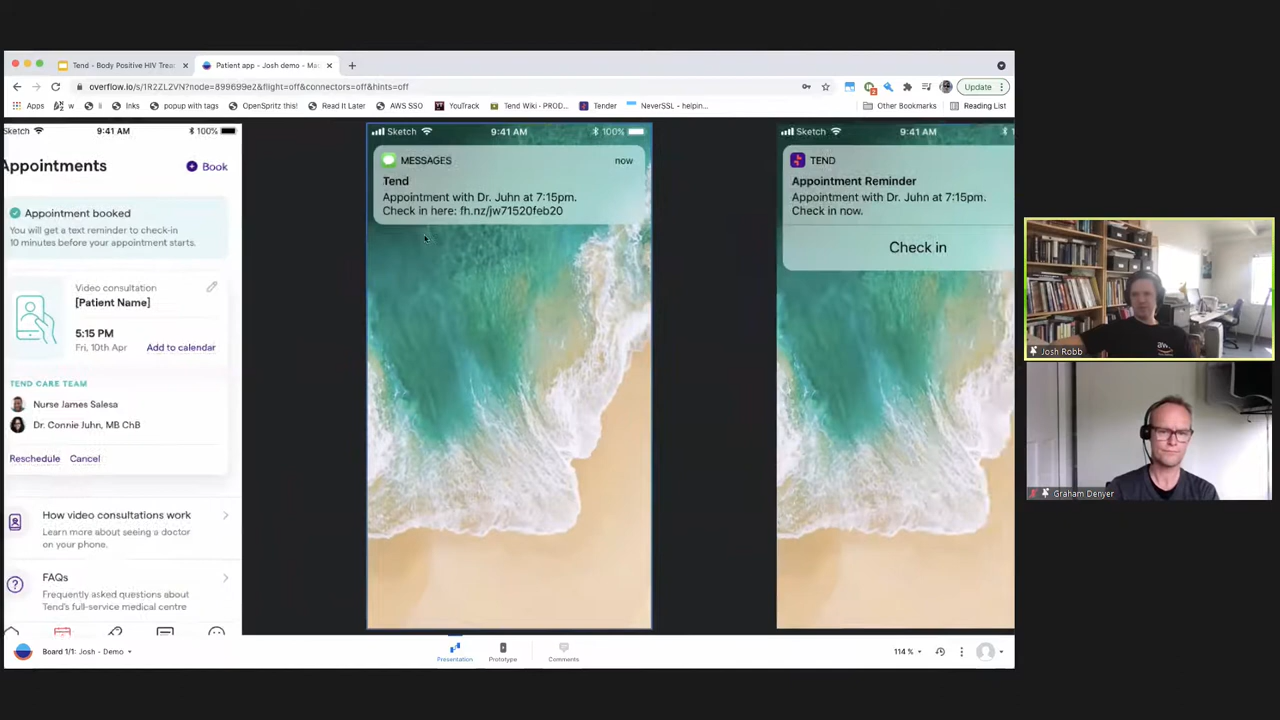 Tend - Body Positive HIV Trea
Patient app - Josh demo - Ma
overflow.io/s/1R2ZL2VN?node=899699e2&flight=off&connectors=off&hints=off
Update
Apps
w
li
Inks
popup with tags
OpenSpritz this!
Read It Later
AWS SSO
YouTrack
Tend Wiki - PROD...
Tender
NeverSSL - helpin...
Other Bookmarks
Reading List
Sketch
9:41 AM
100%
Appointments
Book
Appointment booked
You will get a text reminder to check-in
10 minutes before your appointment starts.
Video consultation
[Patient Name]
5:15 PM
Fri, 10th Apr
Add to calendar
TEND CARE TEAM
Nurse James Salesa
Dr. Connie Juhn, MB ChB
Reschedule
Cancel
How video consultations work
Learn more about seeing a doctor
on your phone.
FAQs
Frequently asked questions about
Tend's full-service medical centre
Sketch
9:41 AM
100%
MESSAGES
now
Tend
Appointment with Dr. Juhn at 7:15pm.
Check in here: fh.nz/jw71520feb20
Sketch
9:41 AM
100%
TEND
Appointment Reminder
Appointment with Dr. Juhn at 7:15pm.
Check in now.
Check in
Josh Robb
Graham Denyer
Board 1/1: Josh - Demo
Presentation
Prototype
Comments
114 %